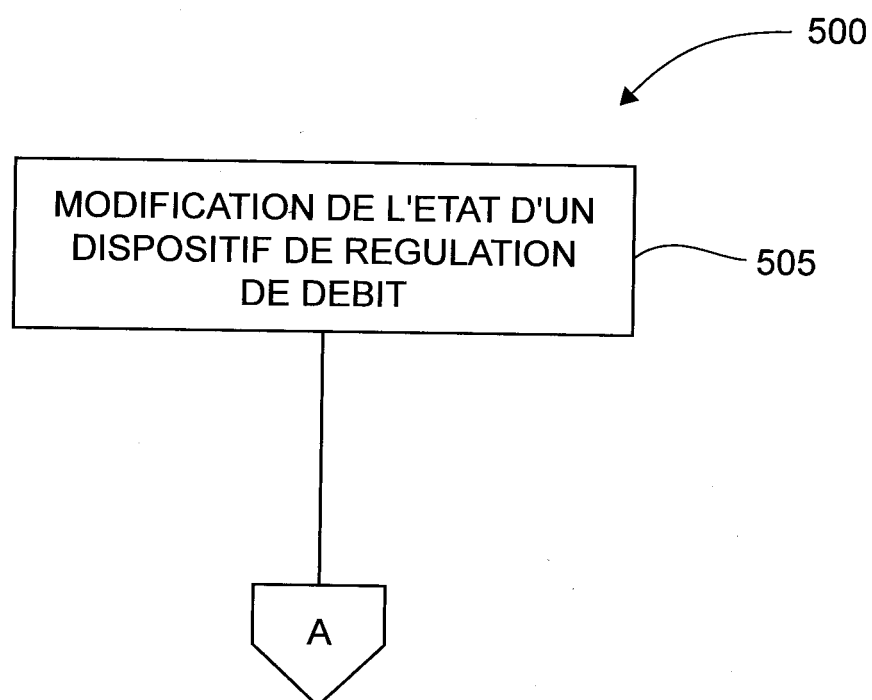 500
MODIFICATION DE L'ETAT D'UN
DISPOSITIF DE REGULATION
DE DEBIT
505
A